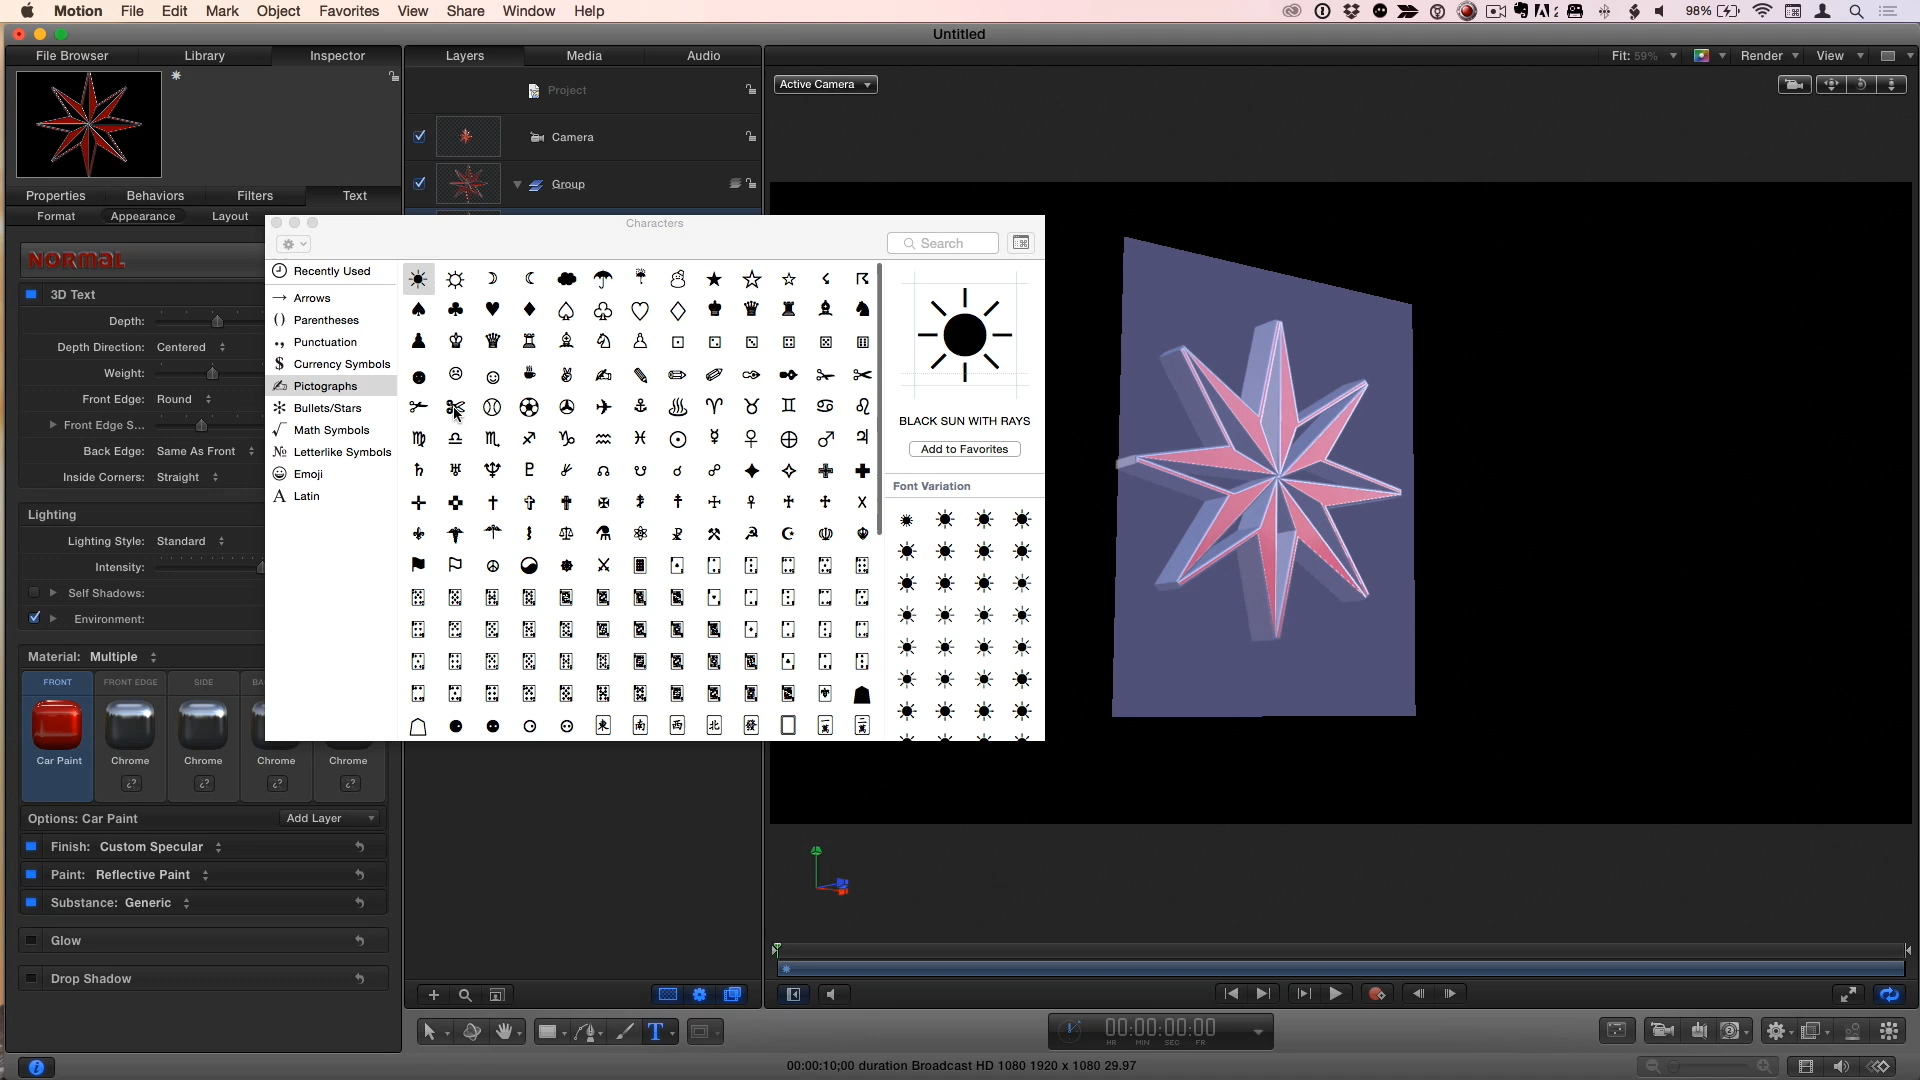 Motion File Edit Mark Object Favorites View Share Window Help
98%
Untitled
File Browser Library Inspector
Layers Media Audio
Fit: 59% Render View
Active Camera
Project
Camera
Group
Properties Behaviors Filters Text
Format Appearance Layout
NORMAL
3D Text
Depth:
Depth Direction: Centered
Weight:
Front Edge: Round
Front Edge S...
Back Edge: Same As Front
Inside Corners: Straight
Lighting
Lighting Style: Standard
Intensity:
Self Shadows:
Environment:
Material: Multiple
FRONT FRONT EDGE SIDE BA
Car Paint Chrome Chrome Chrome Chrome
Options: Car Paint Add Layer
Finish: Custom Specular
Paint: Reflective Paint
Substance: Generic
Glow
Drop Shadow
Characters
Search
Recently Used
Arrows
Parentheses
Punctuation
Currency Symbols
Pictographs
Bullets/Stars
Math Symbols
Letterlike Symbols
Emoji
Latin
BLACK SUN WITH RAYS
Add to Favorites
Font Variation
00:00:00:00
HR MIN SEC FR
00:00:10;00 duration Broadcast HD 1080 1920 x 1080 29.97